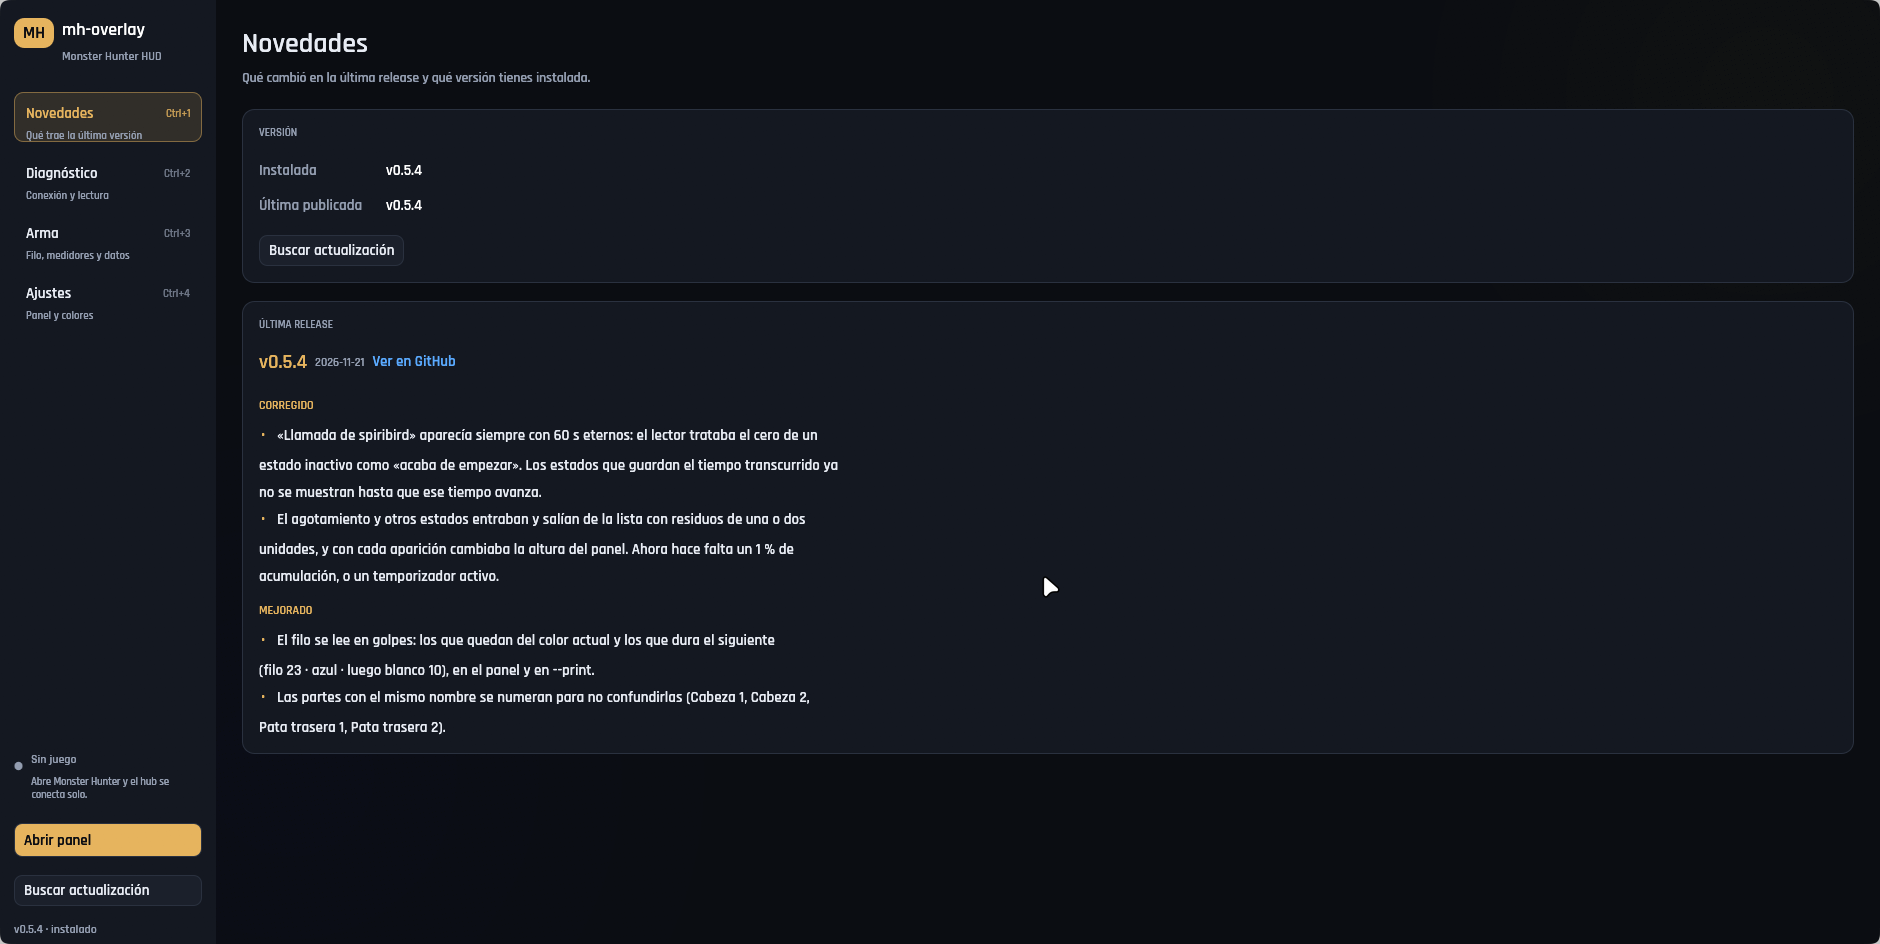 MH
mh-overlay
Monster Hunter HUD
Novedades Ctrl+1
Qué trae la última versión
Diagnóstico Ctrl+2
Conexión y lectura
Arma Ctrl+3
Filo, medidores y datos
Ajustes Ctrl+4
Panel y colores
Sin juego
Abre Monster Hunter y el hub se
conecta solo.
Abrir panel
Buscar actualización
v0.5.4 · instalado
Novedades
Qué cambió en la última release y qué versión tienes instalada.
VERSIÓN
Instalada v0.5.4
Última publicada v0.5.4
Buscar actualización
ÚLTIMA RELEASE
v0.5.4 2026-11-21 Ver en GitHub
CORREGIDO
· «Llamada de spiribird» aparecía siempre con 60 s eternos: el lector trataba el cero de un
estado inactivo como «acaba de empezar». Los estados que guardan el tiempo transcurrido ya
no se muestran hasta que ese tiempo avanza.
· El agotamiento y otros estados entraban y salían de la lista con residuos de una o dos
unidades, y con cada aparición cambiaba la altura del panel. Ahora hace falta un 1 % de
acumulación, o un temporizador activo.
MEJORADO
· El filo se lee en golpes: los que quedan del color actual y los que dura el siguiente
(filo 23 · azul · luego blanco 10), en el panel y en --print.
· Las partes con el mismo nombre se numeran para no confundirlas (Cabeza 1, Cabeza 2,
Pata trasera 1, Pata trasera 2).